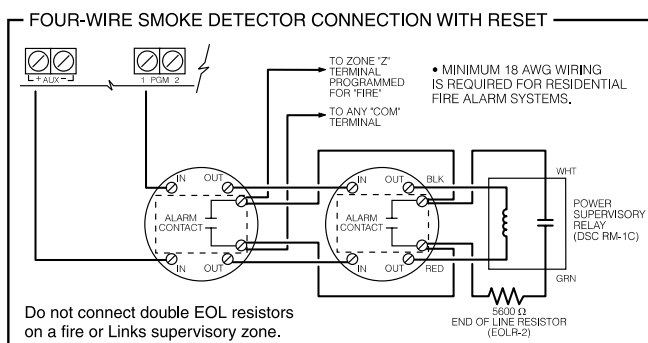 FOUR-WIRE SMOKE DETECTOR CONNECTION WITH RESET
+ AUX -
1 PGM 2
TO ZONE "Z"
TERMINAL
PROGRAMMED
FOR "FIRE"
TO ANY "COM"
TERMINAL
• MINIMUM 18 AWG WIRING
IS REQUIRED FOR RESIDENTIAL
FIRE ALARM SYSTEMS.
IN
OUT
IN
OUT
BLK
WHT
ALARM
CONTACT
ALARM
CONTACT
POWER
SUPERVISORY
RELAY
(DSC RM-1C)
IN
OUT
IN
OUT
RED
GRN
5600 Ω
END OF LINE RESISTOR
(EOLR-2)
Do not connect double EOL resistors
on a fire or Links supervisory zone.